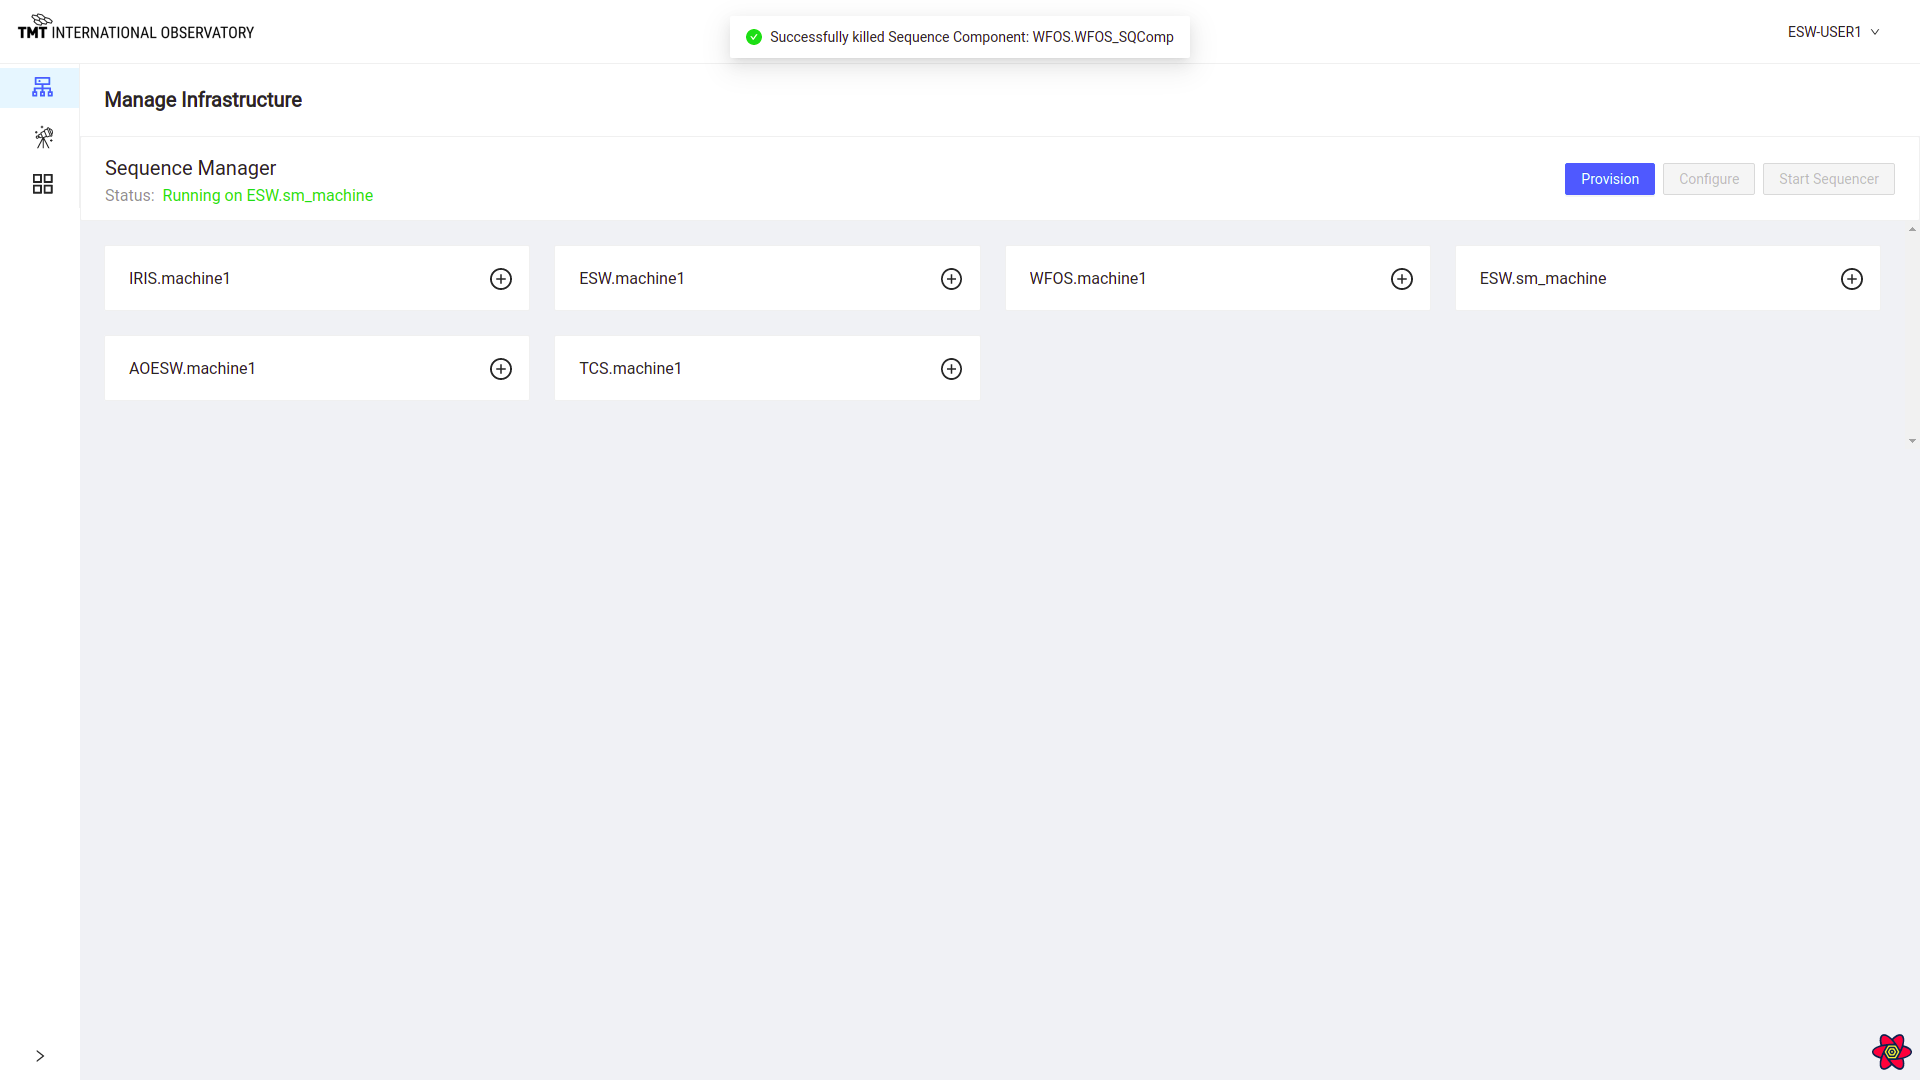 TMT INTERNATIONAL OBSERVATORY
Successfully killed Sequence Component: WFOS.WFOS_SQComp
ESW-USER1
Manage Infrastructure
Sequence Manager
Status: Running on ESW.sm_machine
Provision
Configure
Start Sequencer
IRIS.machine1
ESW.machine1
WFOS.machine1
ESW.sm_machine
AOESW.machine1
TCS.machine1